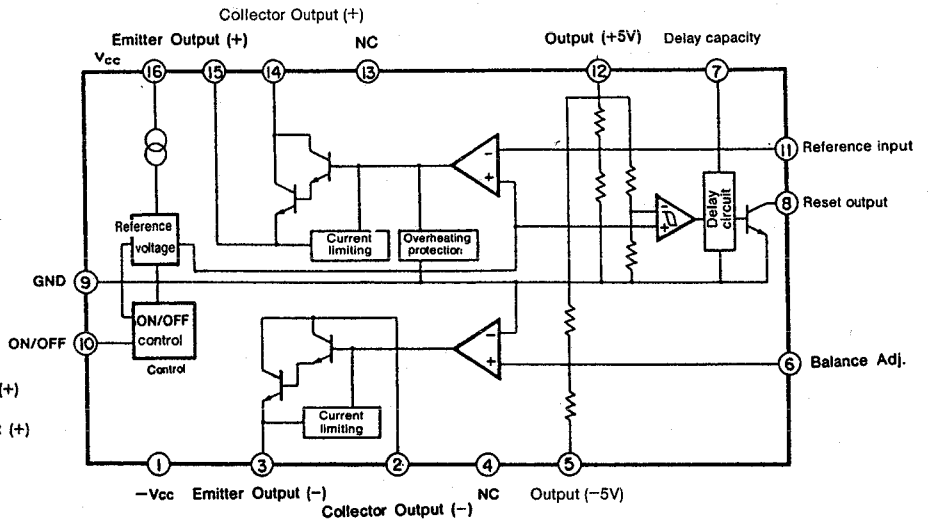 Collector Output (+)
Emitter Output (+)
NC
Output (+5V)
Delay capacity
Vcc
16
15
14
13
12
7
11
Reference input
8
Reset output
-
+
-
+
Delay circuit
Reference voltage
Current limiting
Overheating protection
GND
9
ON/OFF
10
ON/OFF control
Control
-
+
6
Balance Adj.
(+)
(+)
Current limiting
1
3
2
4
5
-Vcc
Emitter Output (-)
Collector Output (-)
NC
Output (-5V)